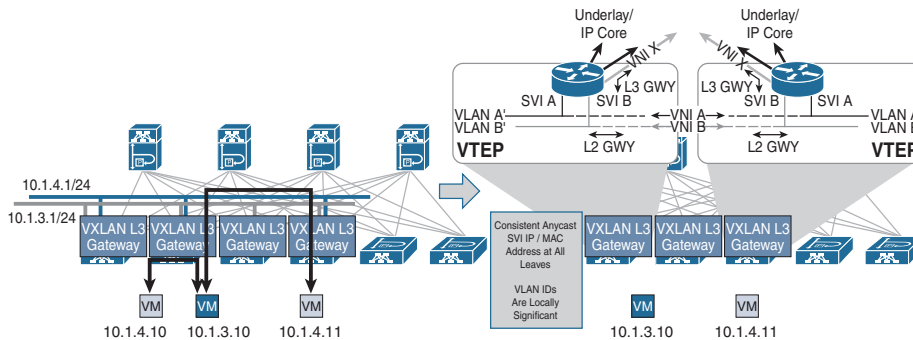 Underlay/
IP Core
Underlay/
IP Core
VNI X
VNI X
L3 GWY
L3 GWY
SVI A
SVI B
SVI B
SVI A
VLAN A'
VNI A
VLAN A
VLAN B'
VNI B
VLAN B
VTEP
L2 GWY
L2 GWY
VTEP
10.1.4.1/24
10.1.3.1/24
VXLAN L3
Gateway
VXLAN L3
Gateway
VXLAN L3
Gateway
VXLAN L3
Gateway
Consistent Anycast
SVI IP / MAC
Address at All
Leaves
VLAN IDs
Are Locally
Significant
VXLAN L3
Gateway
VXLAN L3
Gateway
VXLAN L3
Gateway
VM
VM
VM
VM
VM
10.1.4.10
10.1.3.10
10.1.4.11
10.1.3.10
10.1.4.11